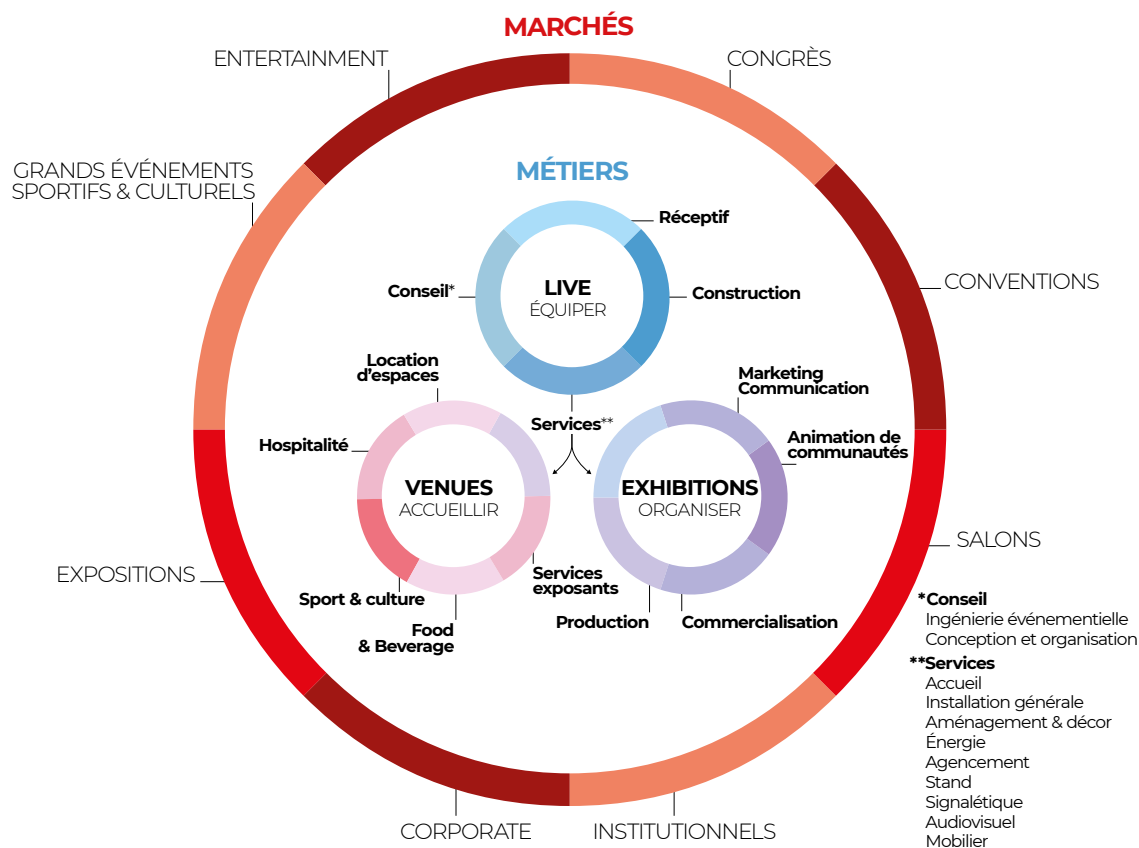 MARCHÉS
ENTERTAINMENT
CONGRÈS
GRANDS ÉVÉNEMENTS
SPORTIFS & CULTURELS
MÉTIERS
Réceptif
CONVENTIONS
Conseil*
LIVE
ÉQUIPER
Construction
Location
d'espaces
Marketing
Communication
Services**
Hospitalité
Animation de
communautés
VENUES
ACCUEILLIR
EXHIBITIONS
ORGANISER
SALONS
EXPOSITIONS
Services
exposants
Sport & culture
Food
& Beverage
Production
Commercialisation
CORPORATE
INSTITUTIONNELS
*Conseil
Ingénierie événementielle
Conception et organisation
**Services
Accueil
Installation générale
Aménagement & décor
Énergie
Agencement
Stand
Signalétique
Audiovisuel
Mobilier